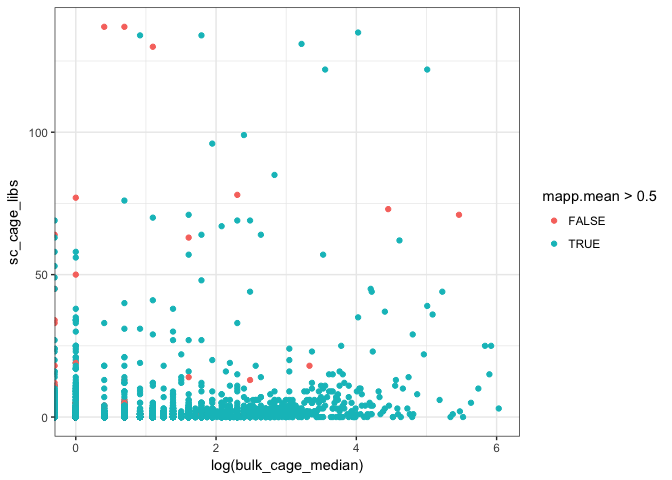 100
50
0
sc_cage_libs
0
2
4
6
log(bulk_cage_median)
mapp.mean > 0.5
FALSE
TRUE